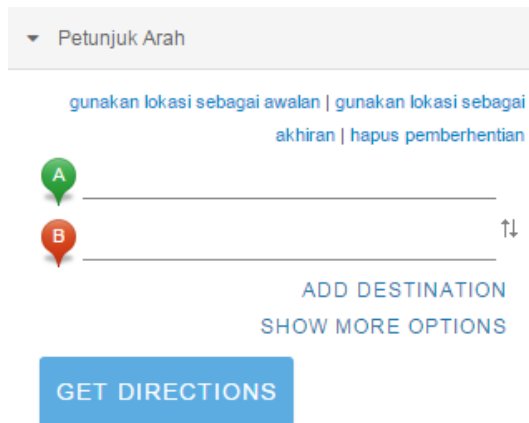 Petunjuk Arah
gunakan lokasi sebagai awalan | gunakan lokasi sebagai
akhiran | hapus pemberhentian
A
B
ADD DESTINATION
SHOW MORE OPTIONS
GET DIRECTIONS